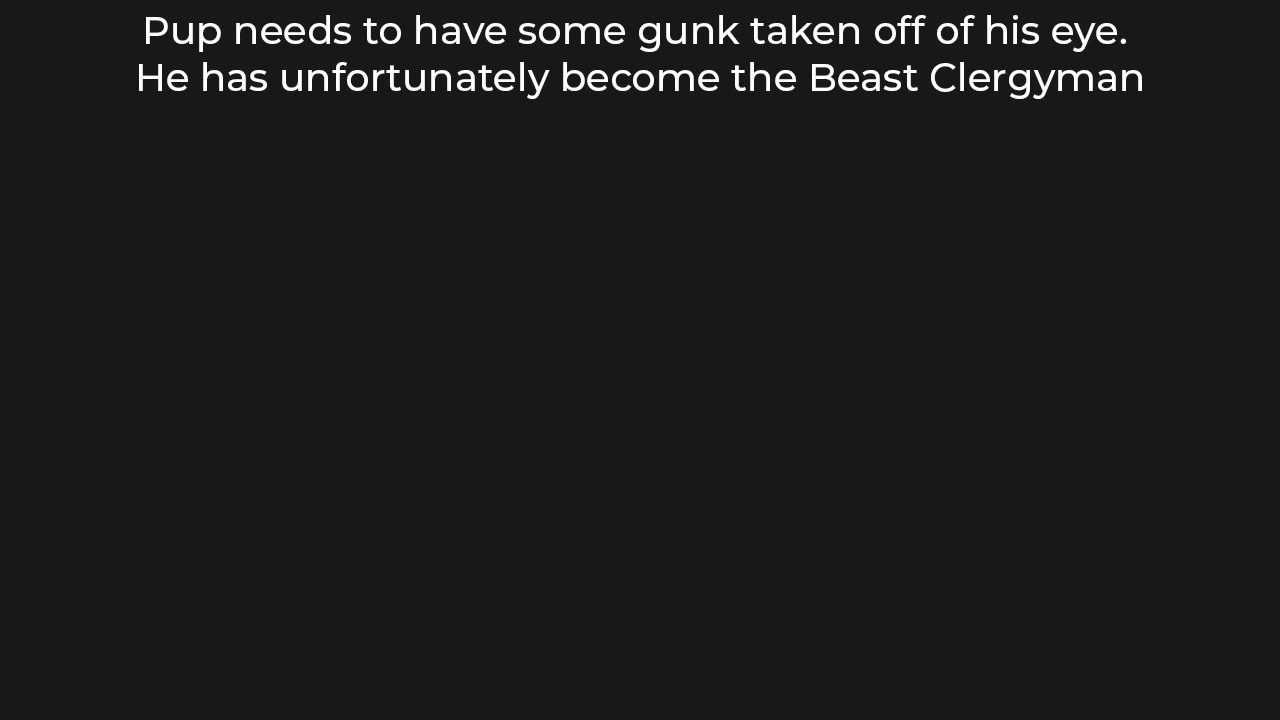 Pup needs to have some gunk taken off of his eye.
He has unfortunately become the Beast Clergyman